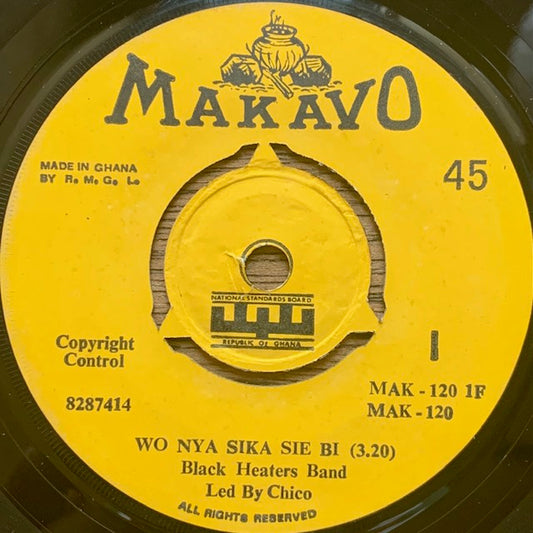 MAKAVO
MADE IN GHANA
BY R. M. G. L.
45
NATIONAL STANDARDS BOARD
REPUBLIC OF GHANA
Copyright
Control
I
8287414
MAK - 120 1F
MAK - 120
WO NYA SIKA SIE BI (3.20)
Black Heaters Band
Led By Chico
ALL RIGHTS RESERVED